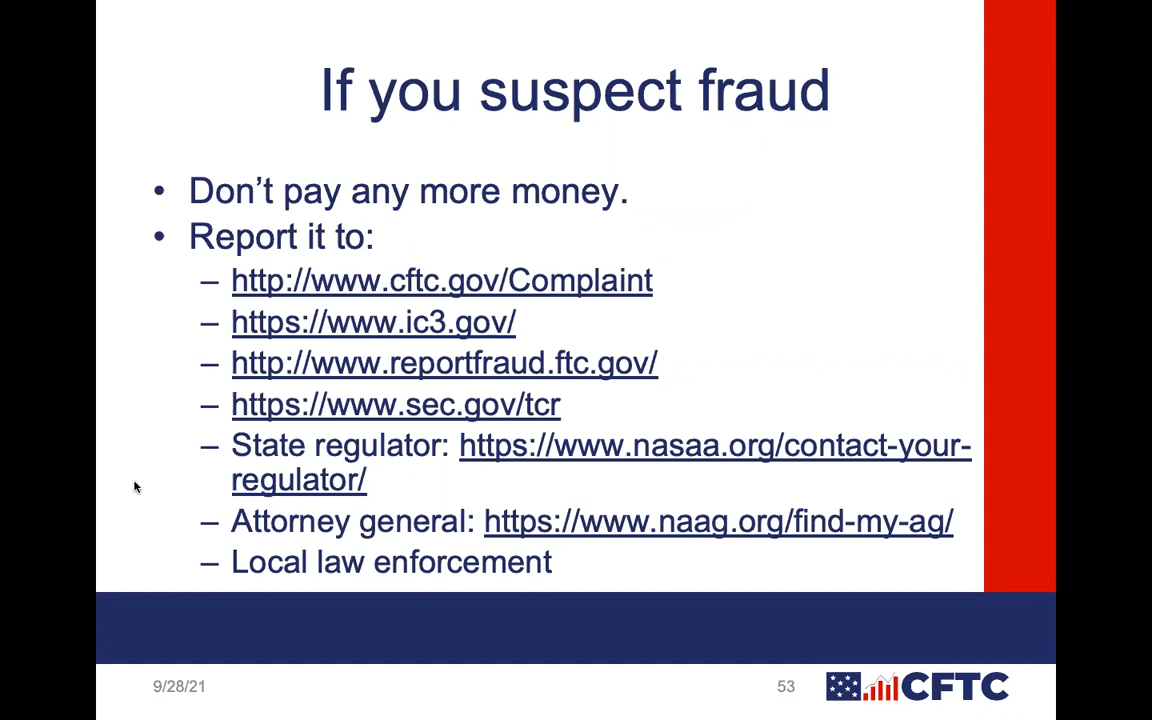 If you suspect fraud
• Don’t pay any more money.
• Report it to:
– http://www.cftc.gov/Complaint
– https://www.ic3.gov/
– http://www.reportfraud.ftc.gov/
– https://www.sec.gov/tcr
– State regulator: https://www.nasaa.org/contact-your-
regulator/
– Attorney general: https://www.naag.org/find-my-ag/
– Local law enforcement
9/28/21
53
CFTC